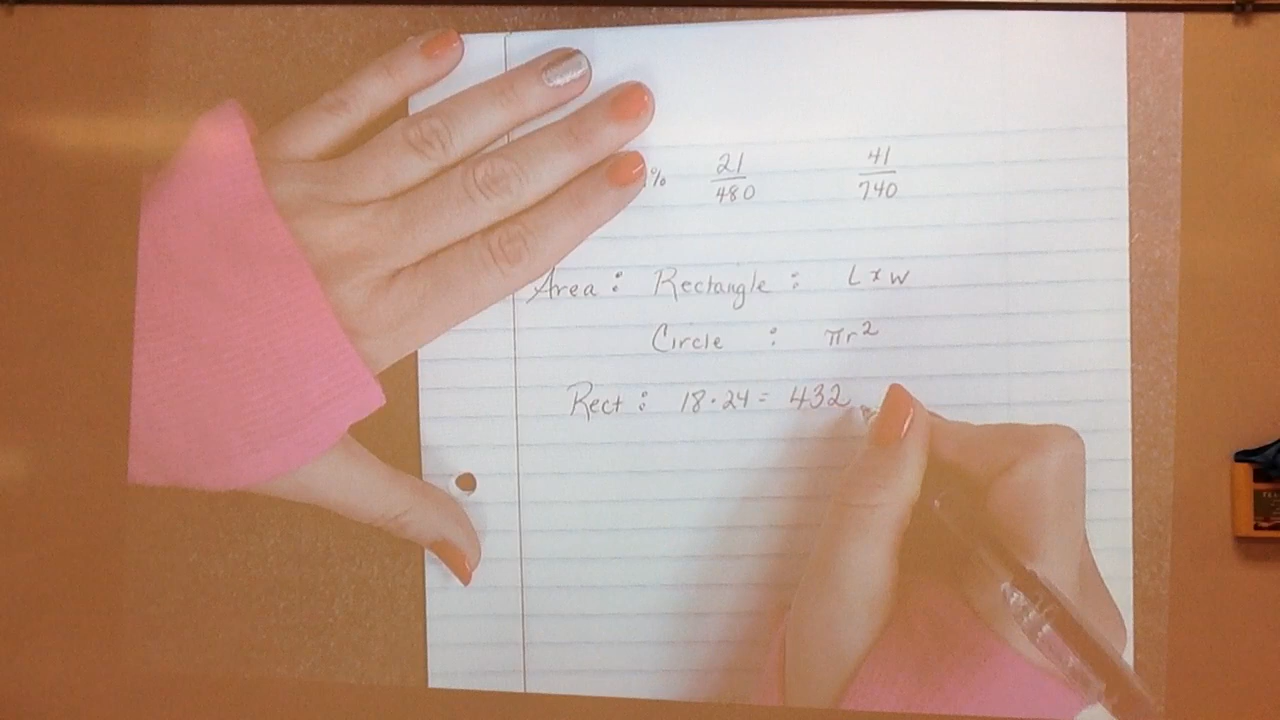 % 21/480 41/740
Area : Rectangle : L x w
Circle : πr²
Rect : 18·24 = 432